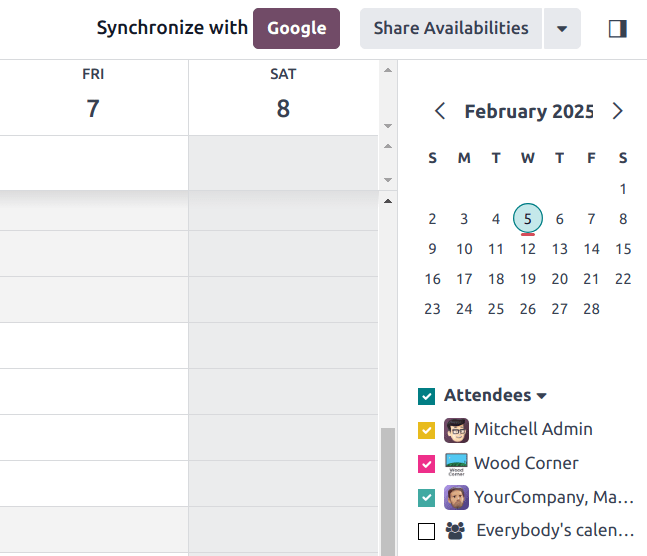 Synchronize with Google Share Availabilities
FRI SAT
7 8
February 2025
S M T W T F S
1
2 3 4 5 6 7 8
9 10 11 12 13 14 15
16 17 18 19 20 21 22
23 24 25 26 27 28
Attendees
Mitchell Admin
Wood Corner
Wood Corner
YourCompany, Ma...
Everybody's calen...